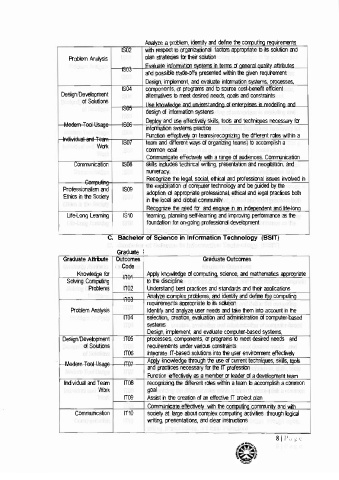 Analyze a problem, identify and define the computing requirements
IS02 with respect to organizational factors appropriate to its solution and
Problem Analysis plan strategies for their solution
IS03 Evaluate information systems in terms of general quality attributes
and possible trade-offs presented within the given requirement
Design, implement, and evaluate information systems, processes,
IS04 components, or programs and to source cost-benefit efficient
Design/Development alternatives to meet desired needs, goals and constraints
of Solutions
IS05 Use knowledge and understanding of enterprises in modelling and
design of information systems
Modern Tool Usage IS06 Deploy and use effectively skills, tools and techniques necessary for
information systems practice
Individual and Team Function effectively on teams(recognizing the different roles within a
Work IS07 team and different ways of organizing teams) to accomplish a
common goal
Communicate effectively with a range of audiences. Communication
Communication IS08 skills includes technical writing, presentation and negotiation, and
numeracy.
Computing Recognize the legal, social, ethical and professional issues involved in
Professionalism and IS09 the exploitation of computer technology and be guided by the
Ethics in the Society adoption of appropriate professional, ethical and legal practices both
in the local and global community
Recognize the need for and engage in an independent and life-long
Life-Long Learning IS10 learning, planning self-learning and improving performance as the
foundation for on-going professional development
C. Bachelor of Science in Information Technology (BSIT)
Graduate
Graduate Attribute Outcomes Graduate Outcomes
Code
Knowledge for IT01 Apply knowledge of computing, science, and mathematics appropriate
Solving Computing to the discipline
Problems IT02 Understand best practices and standards and their applications
IT03 Analyze complex problems, and identify and define the computing
requirements appropriate to its solution
Problem Analysis Identify and analyze user needs and take them into account in the
IT04 selection, creation, evaluation and administration of computer-based
systems
Design, implement, and evaluate computer-based systems,
Design/Development IT05 processes, components, or programs to meet desired needs and
of Solutions requirements under various constraints
IT06 Integrate IT-based solutions into the user environment effectively
Modern Tool Usage IT07 Apply knowledge through the use of current techniques, skills, tools
and practices necessary for the IT profession
Function effectively as a member or leader of a development team
Individual and Team IT08 recognizing the different roles within a team to accomplish a common
Work goal
IT09 Assist in the creation of an effective IT project plan
Communicate effectively with the computing community and with
Communication IT10 society at large about complex computing activities through logical
writing, presentations, and clear instructions
8 | Page